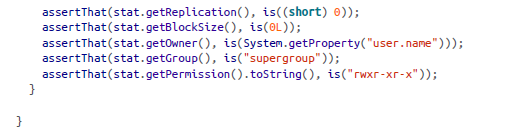 assertThat(stat.getReplication(), is((short) 0));
assertThat(stat.getBlockSize(), is(0L));
assertThat(stat.getOwner(), is(System.getProperty("user.name")));
assertThat(stat.getGroup(), is("supergroup"));
assertThat(stat.getPermission().toString(), is("rwxr-xr-x"));
}
}